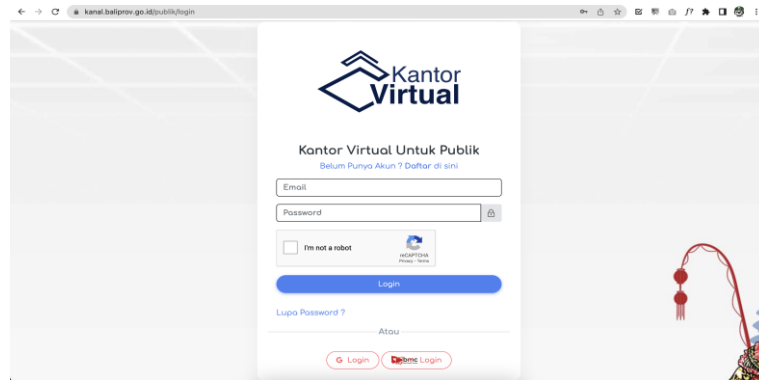 kanal.baliprov.go.id/publik/login
Kantor
Virtual
Kantor Virtual Untuk Publik
Belum Punya Akun ? Daftar di sini
Email
Password
I'm not a robot
reCAPTCHA
Privacy - Terms
Login
Lupa Password ?
Atau
G Login
bmc Login